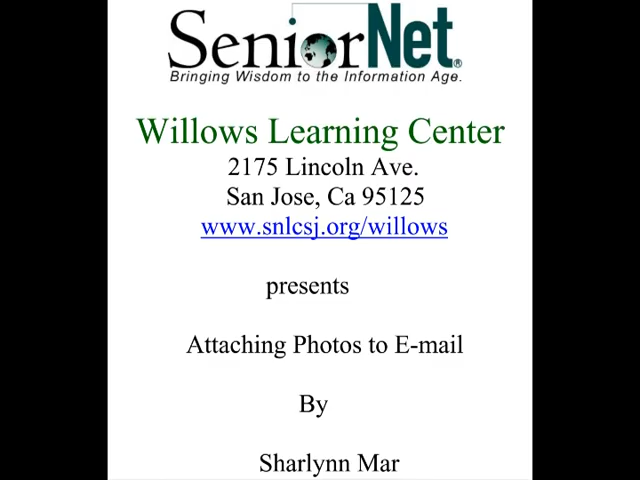 SeniorNet®
Bringing Wisdom to the Information Age.
Willows Learning Center
2175 Lincoln Ave.
San Jose, Ca 95125
www.snlcsj.org/willows
presents
Attaching Photos to E-mail
By
Sharlynn Mar